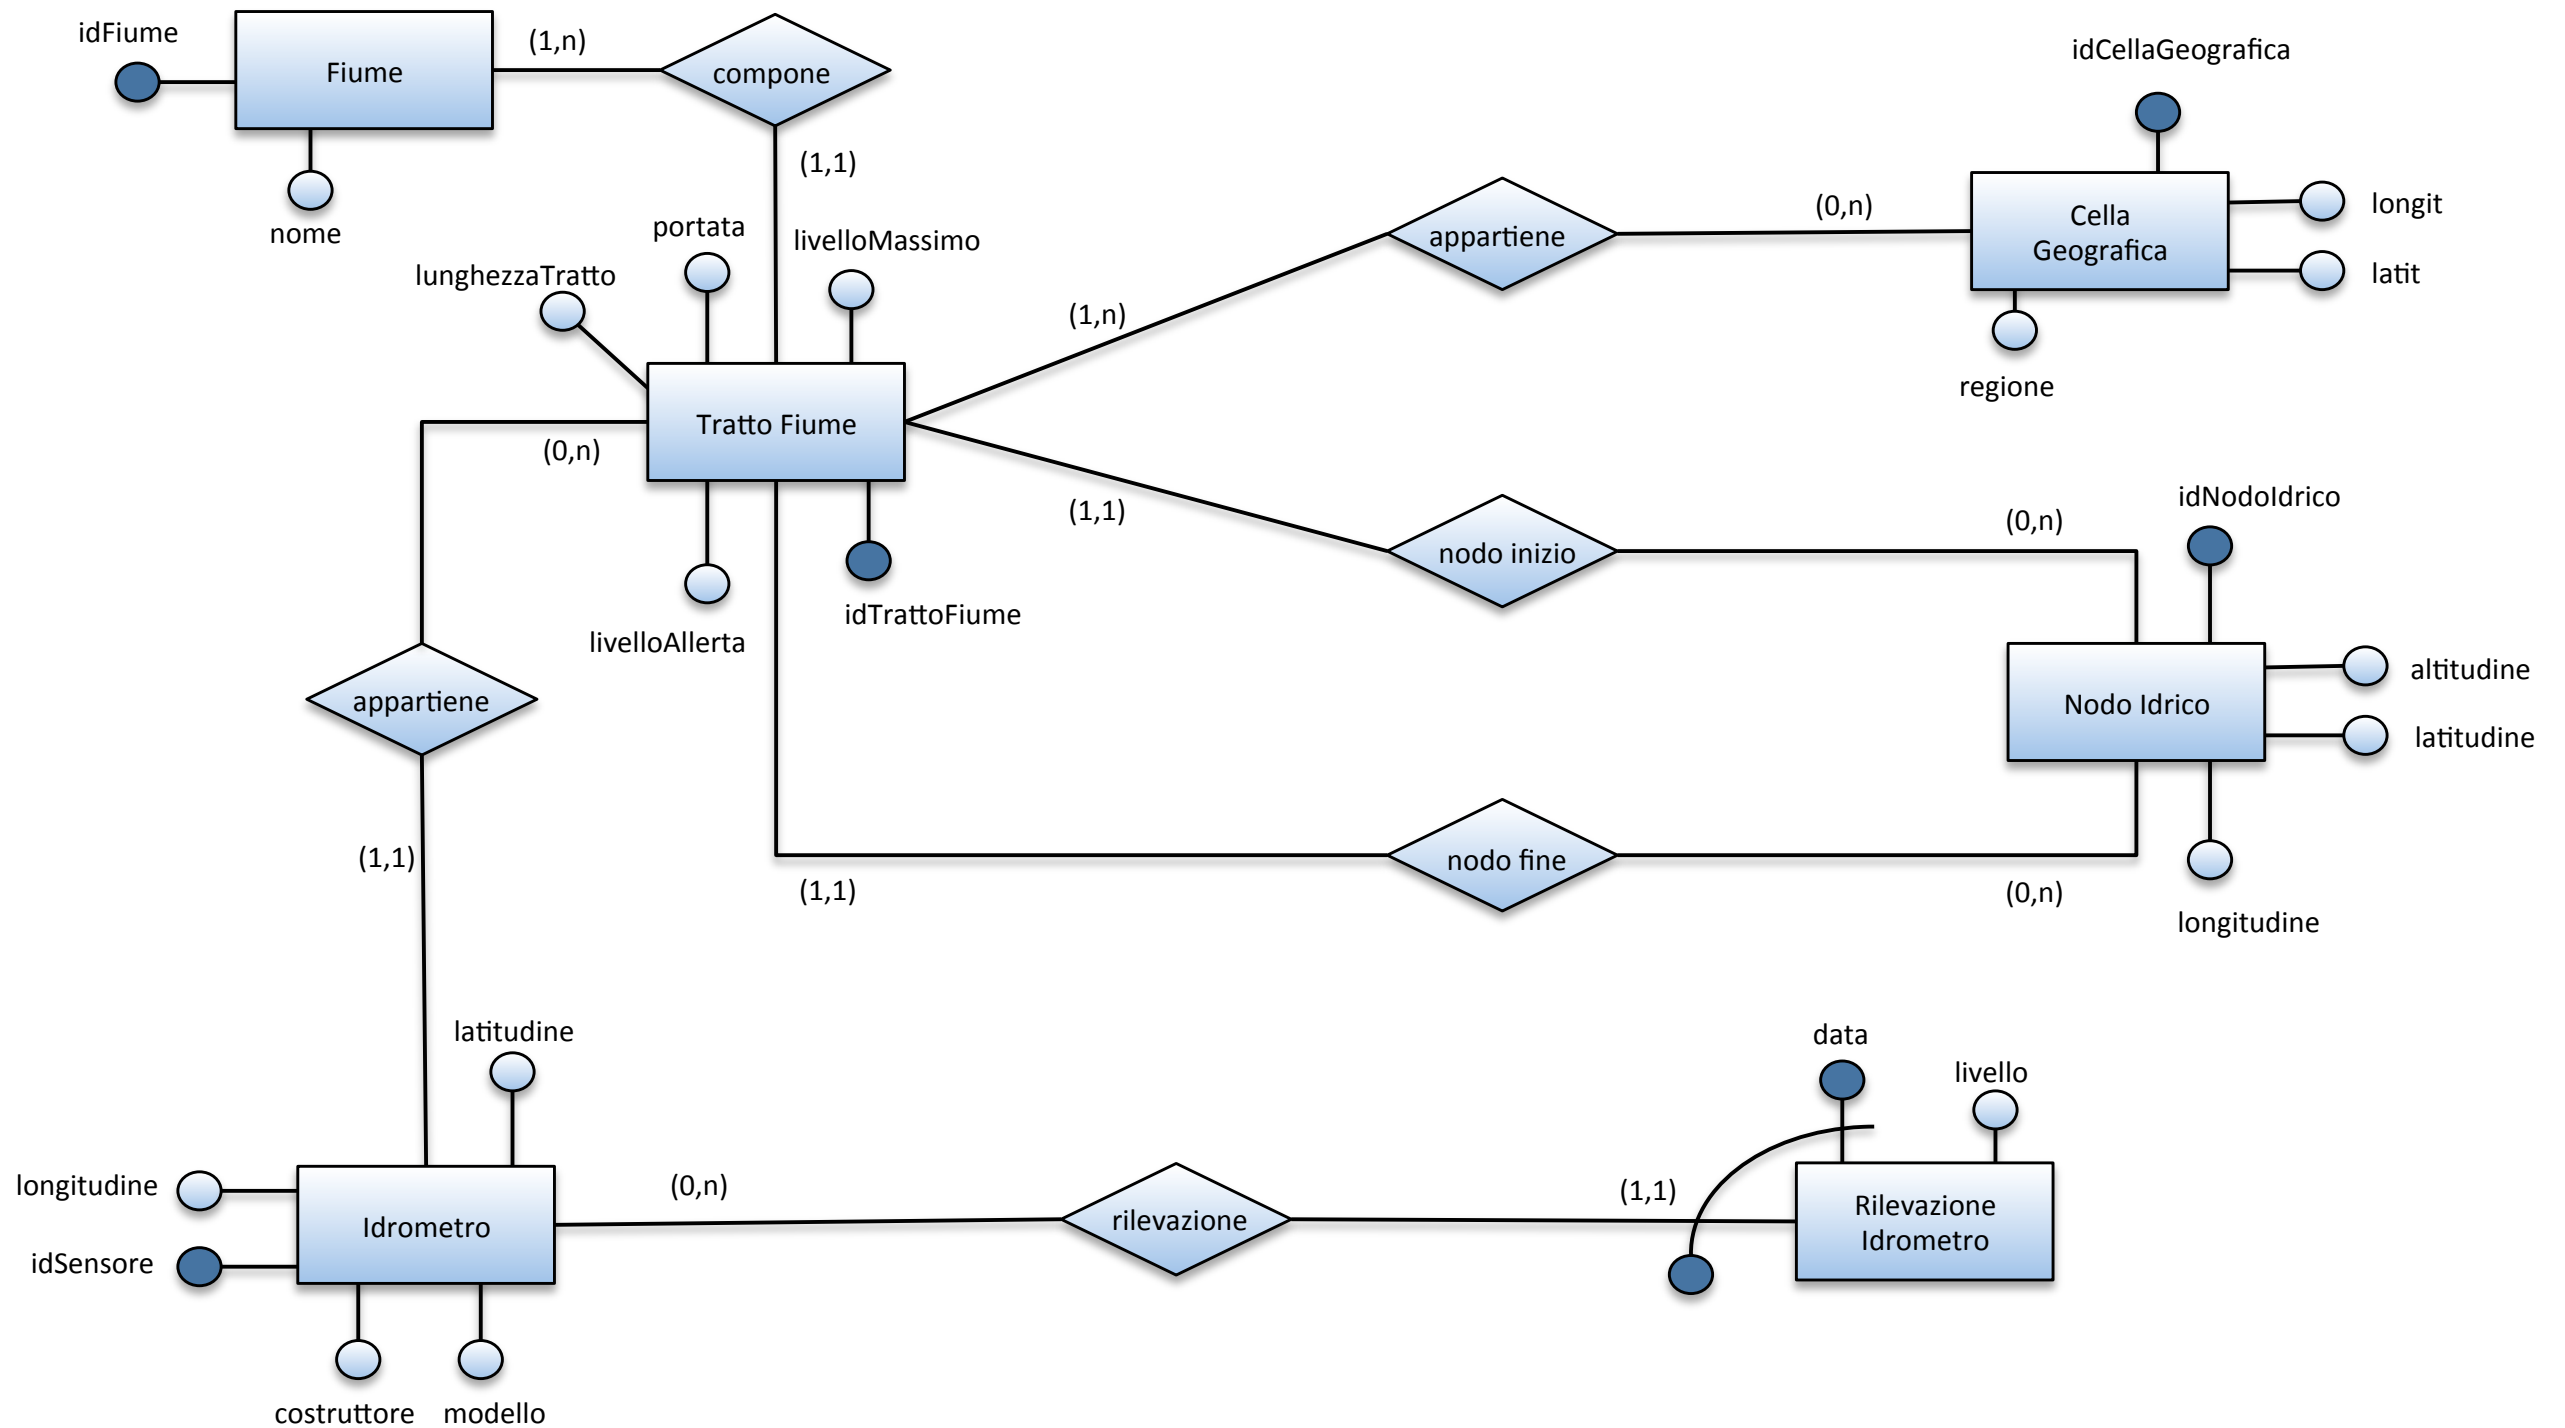 idFiume
Fiume
(1,n)
compone
idCellaGeografica
(1,1)
nome
portata
livelloMassimo
lunghezzaTratto
appartiene
(0,n)
Cella
Geografica
longit
latit
regione
(1,n)
Tratto Fiume
(0,n)
(1,1)
nodo inizio
(0,n)
idNodoIdrico
livelloAllerta
idTrattoFiume
appartiene
Nodo Idrico
altitudine
latitudine
(1,1)
(1,1)
nodo fine
(0,n)
longitudine
latitudine
data
livello
longitudine
idSensore
Idrometro
(0,n)
rilevazione
(1,1)
Rilevazione
Idrometro
costruttore
modello